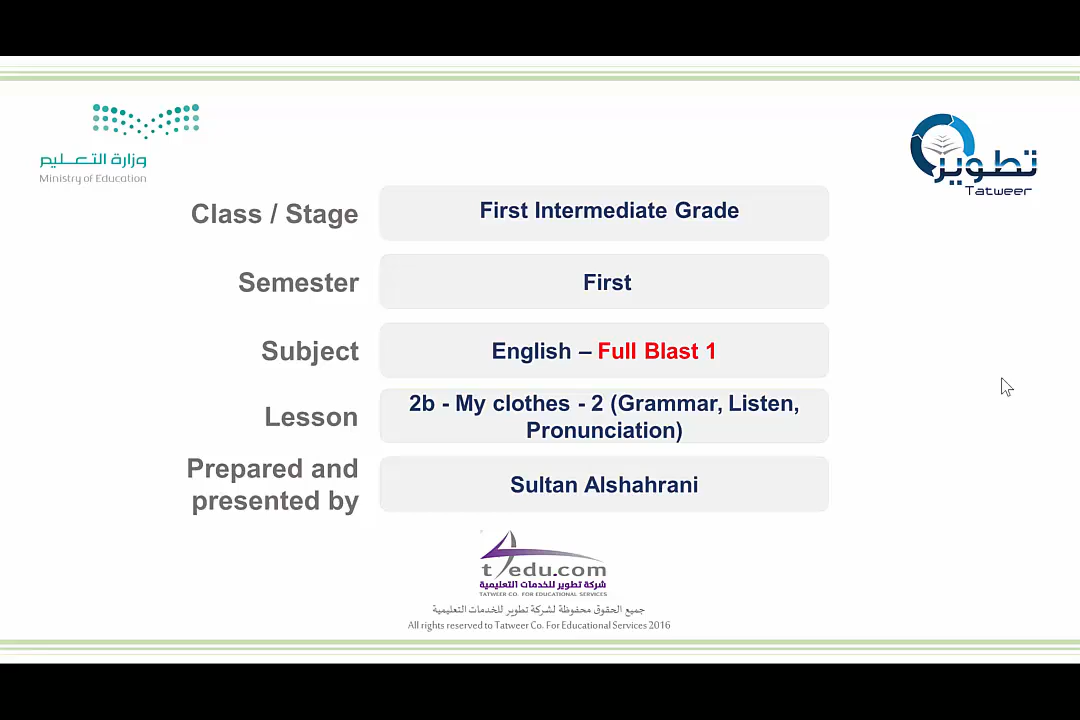 وزارة التعـــليم
Ministry of Education
تطوير
Tatweer
Class / Stage
First Intermediate Grade
Semester
First
Subject
English – Full Blast 1
Lesson
2b - My clothes - 2 (Grammar, Listen,
Pronunciation)
Prepared and
presented by
Sultan Alshahrani
t4edu.com
شركة تطوير للخدمات التعليمية
TATWEER CO. FOR EDUCATIONAL SERVICES
جميع الحقوق محفوظة لشركة تطوير للخدمات التعليمية
All rights reserved to Tatweer Co. For Educational Services 2016